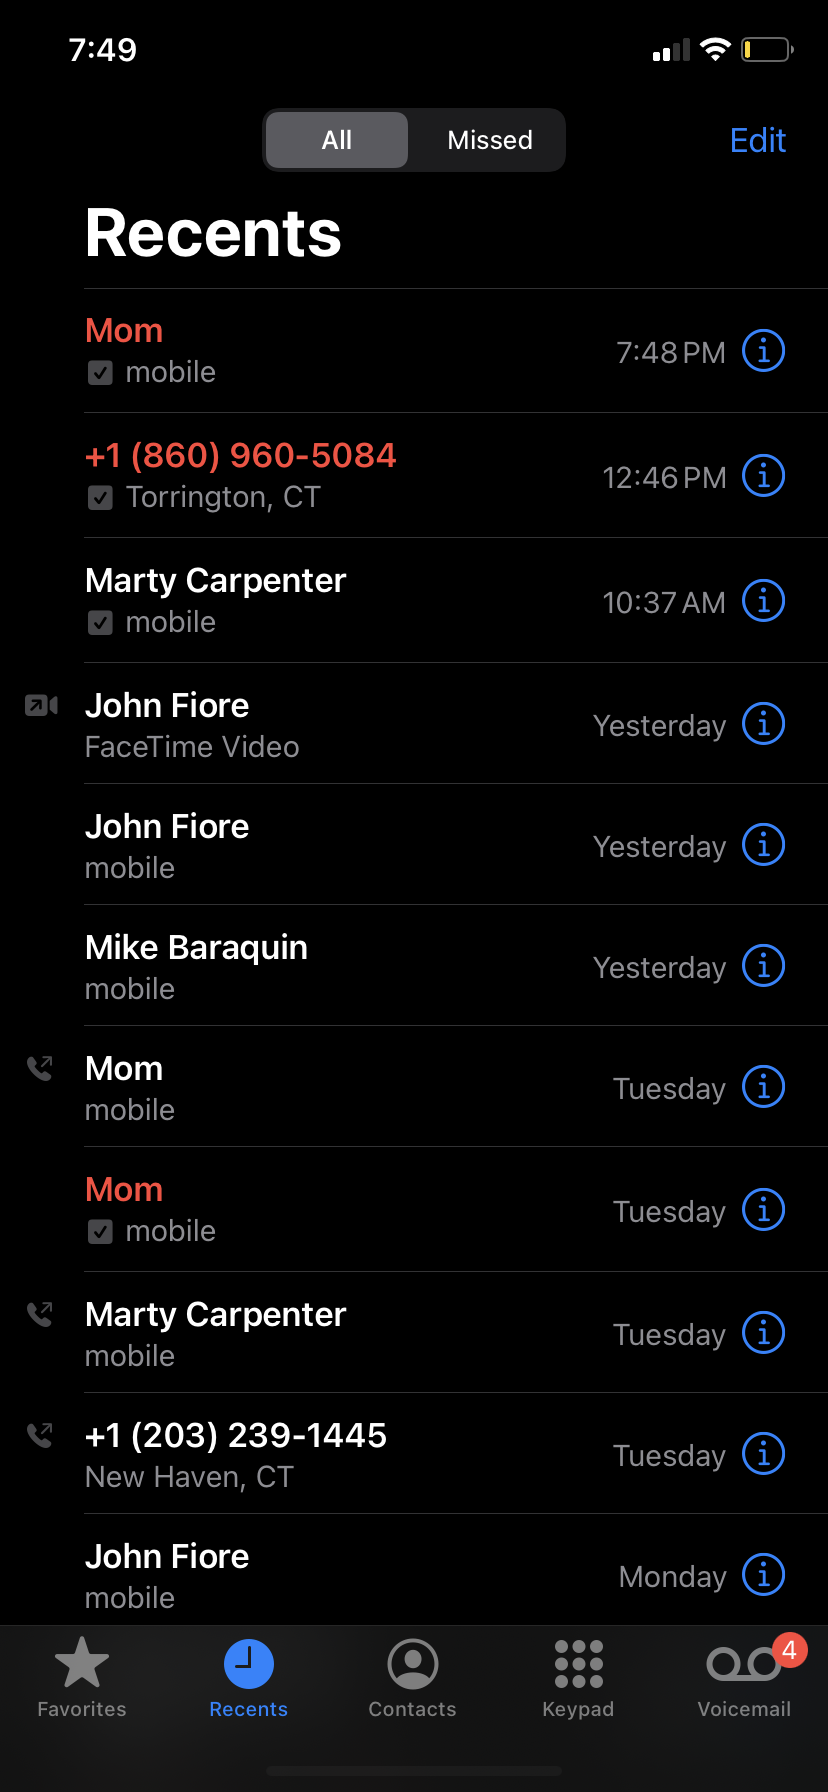 7:49
All
Missed
Edit
Recents
Mom
mobile
7:48 PM
+1 (860) 960-5084
Torrington, CT
12:46 PM
Marty Carpenter
mobile
10:37 AM
John Fiore
FaceTime Video
Yesterday
John Fiore
mobile
Yesterday
Mike Baraquin
mobile
Yesterday
Mom
mobile
Tuesday
Mom
mobile
Tuesday
Marty Carpenter
mobile
Tuesday
+1 (203) 239-1445
New Haven, CT
Tuesday
John Fiore
mobile
Monday
4
Favorites
Recents
Contacts
Keypad
Voicemail